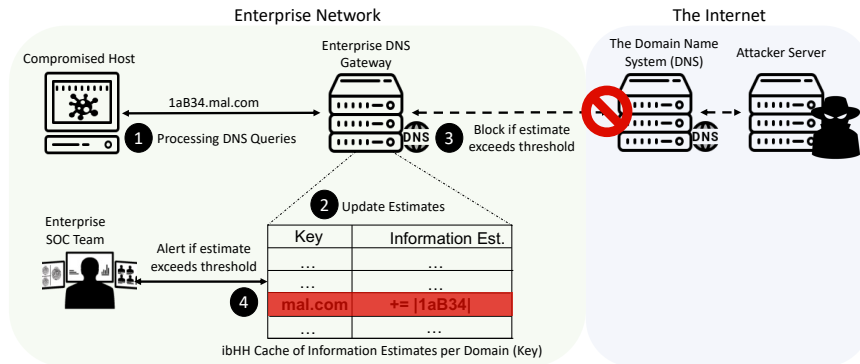 Enterprise Network
The Internet
Compromised Host
Enterprise DNS
Gateway
The Domain Name
System (DNS)
Attacker Server
1aB34.mal.com
1
Processing DNS Queries
DNS
3
Block if estimate
exceeds threshold
DNS
2
Update Estimates
Enterprise
SOC Team
Alert if estimate
exceeds threshold
4
Key Information Est.
... ...
... ...
mal.com += |1aB34|
... ...
ibHH Cache of Information Estimates per Domain (Key)